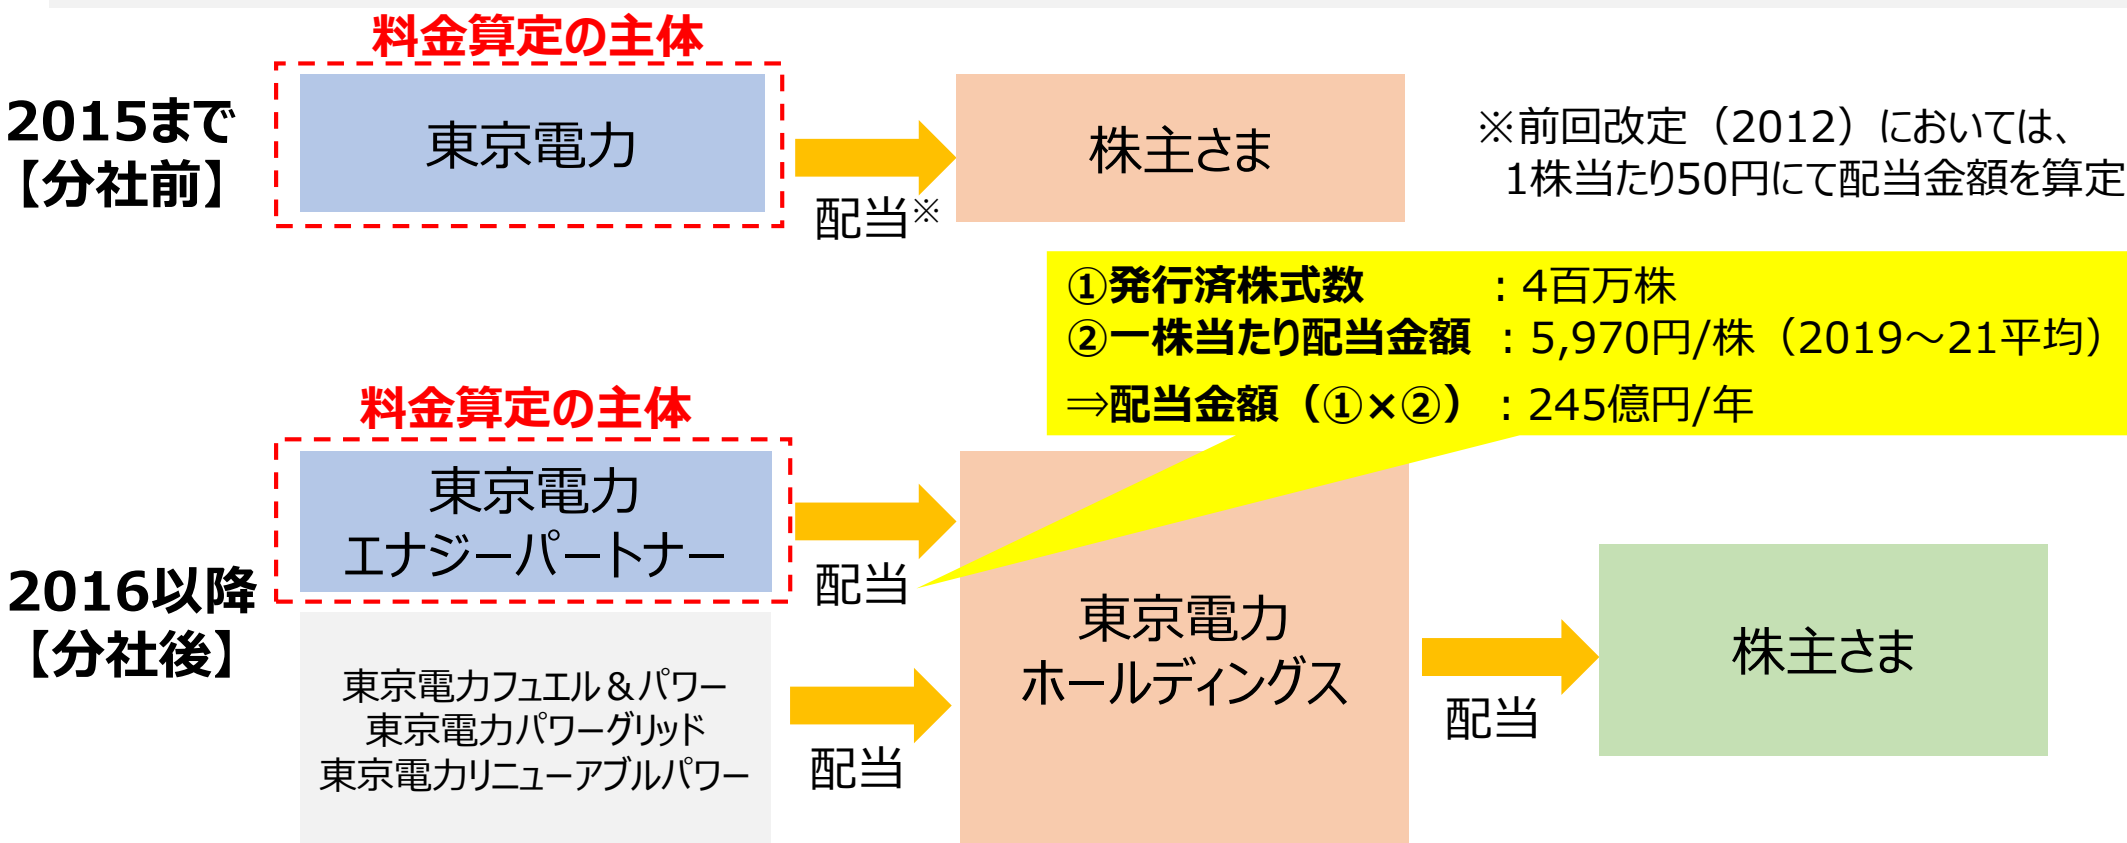 料金算定の主体
2015まで
【分社前】
東京電力
配当※
株主さま
※前回改定（2012）においては、
1株当たり50円にて配当金額を算定
①発行済株式数　　　：4百万株
②一株当たり配当金額　：5,970円/株（2019～21平均）
⇒配当金額（①×②）　：245億円/年
料金算定の主体
2016以降
【分社後】
東京電力
エナジーパートナー
配当
東京電力フュエル＆パワー
東京電力パワーグリッド
東京電力リニューアブルパワー
配当
東京電力
ホールディングス
配当
株主さま